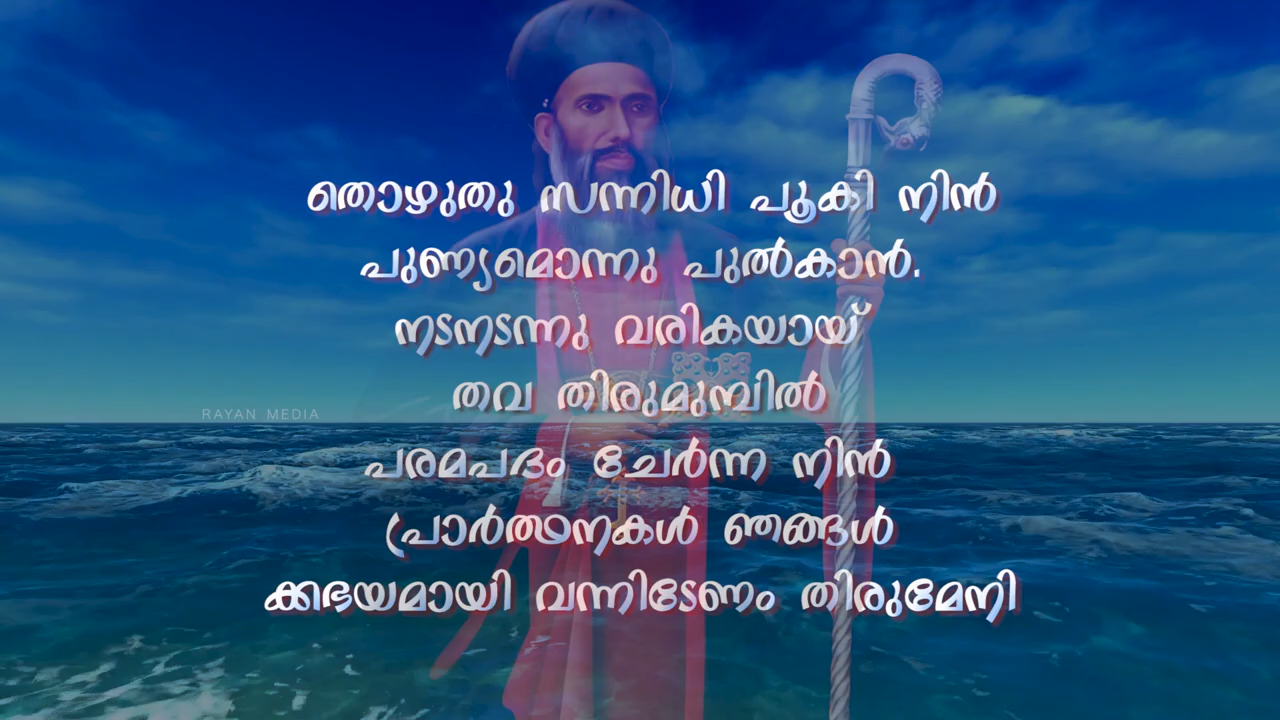 തൊഴുതു സന്നിധി പൂകി നിൻ
പുണ്യമൊന്നു പുൽകാൻ.
നടനടന്നു വരികയായ്
തവ തിരുമുമ്പിൽ
RAYAN MEDIA
പരമപദം ചേർന്ന നിൻ
പ്രാർത്ഥനകൾ ഞങ്ങൾ
ക്കഭയമായി വന്നിടേണം തിരുമേനി